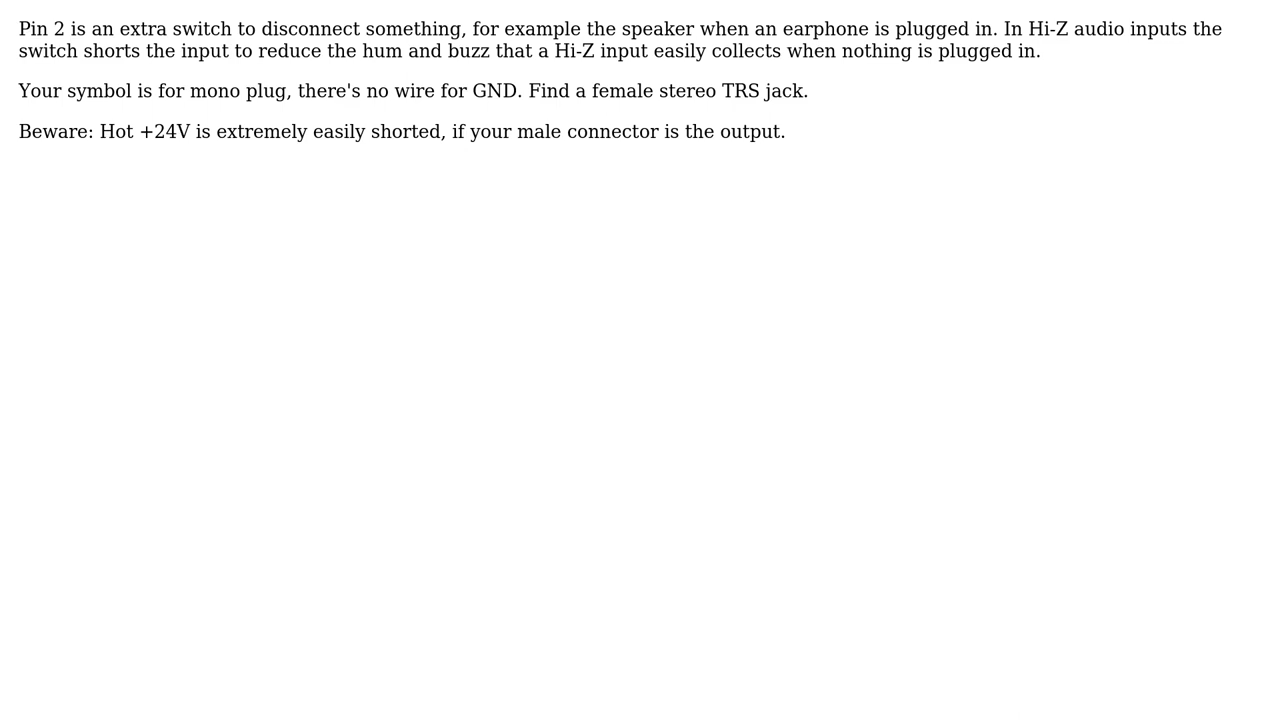 Pin 2 is an extra switch to disconnect something, for example the speaker when an earphone is plugged in. In Hi-Z audio inputs the
switch shorts the input to reduce the hum and buzz that a Hi-Z input easily collects when nothing is plugged in.
Your symbol is for mono plug, there's no wire for GND. Find a female stereo TRS jack.
Beware: Hot +24V is extremely easily shorted, if your male connector is the output.